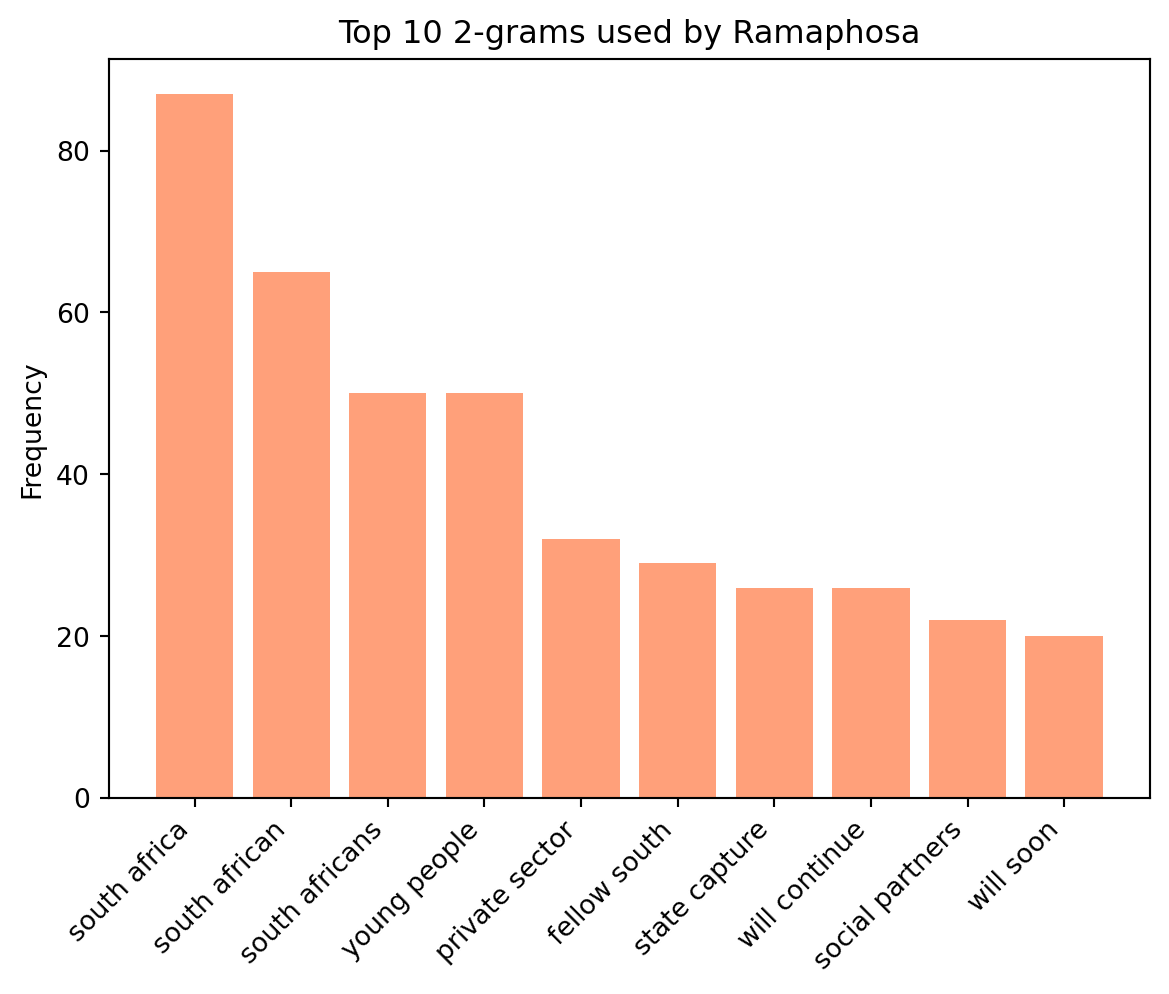 Top 10 2-grams used by Ramaphosa
Frequency
80
60
40
20
0
south africa
south african
south africans
young people
private sector
fellow south
state capture
will continue
social partners
will soon